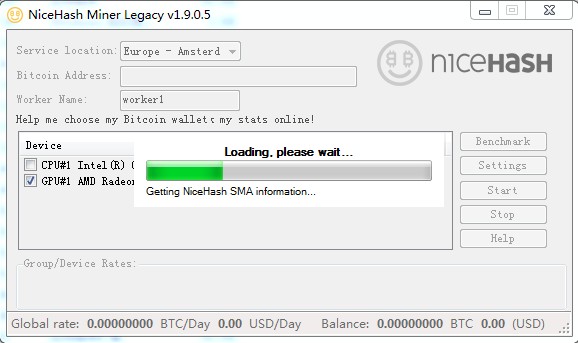 NiceHash Miner Legacy v1.9.0.5
Service location: Europe - Amsterd
Bitcoin Address:
Worker Name: worker1
NICEHASH
Help me choose my Bitcoin wallet: my stats online!
Device
CPU#1 Intel(R)
GPU#1 AMD Radeon
Loading, please wait...
Getting NiceHash SMA information...
Benchmark
Settings
Start
Stop
Help
Group/Device Rates:
Global rate: 0.00000000 BTC/Day 0.00 USD/Day Balance: 0.00000000 BTC 0.00 (USD)